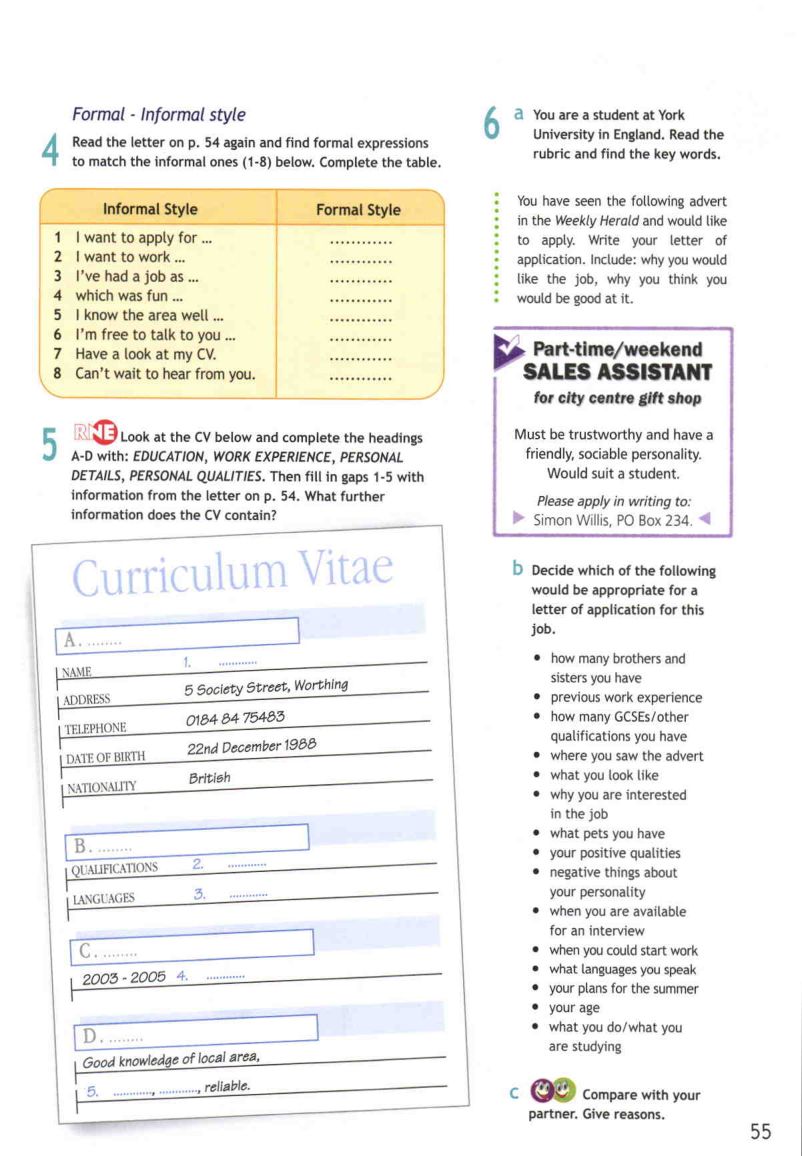 Formal - Informal style
4
Read the letter on p. 54 again and find formal expressions
to match the informal ones (1-8) below. Complete the table.
Informal Style Formal Style
1 I want to apply for ... ............
2 I want to work ... ............
3 I've had a job as ... ............
4 which was fun ... ............
5 I know the area well ... ............
6 I'm free to talk to you ... ............
7 Have a look at my CV. ............
8 Can't wait to hear from you. ............
5
RNE Look at the CV below and complete the headings
A-D with: EDUCATION, WORK EXPERIENCE, PERSONAL
DETAILS, PERSONAL QUALITIES. Then fill in gaps 1-5 with
information from the letter on p. 54. What further
information does the CV contain?
Curriculum Vitae
A. ........
NAME 1. ............
ADDRESS 5 Society Street, Worthing
TELEPHONE 0184 84 75483
DATE OF BIRTH 22nd December 1988
NATIONALITY British
B. ........
QUALIFICATIONS 2. ............
LANGUAGES 3. ............
C. ........
2003 - 2005 4. ............
D. ........
Good knowledge of local area,
5. ............, ............, reliable.
6
a You are a student at York
University in England. Read the
rubric and find the key words.
You have seen the following advert
in the Weekly Herald and would like
to apply. Write your letter of
application. Include: why you would
like the job, why you think you
would be good at it.
Part-time/weekend
SALES ASSISTANT
for city centre gift shop
Must be trustworthy and have a
friendly, sociable personality.
Would suit a student.
Please apply in writing to:
Simon Willis, PO Box 234.
b Decide which of the following
would be appropriate for a
letter of application for this
job.
• how many brothers and
sisters you have
• previous work experience
• how many GCSEs/other
qualifications you have
• where you saw the advert
• what you look like
• why you are interested
in the job
• what pets you have
• your positive qualities
• negative things about
your personality
• when you are available
for an interview
• when you could start work
• what languages you speak
• your plans for the summer
• your age
• what you do/what you
are studying
c Compare with your
partner. Give reasons.
55